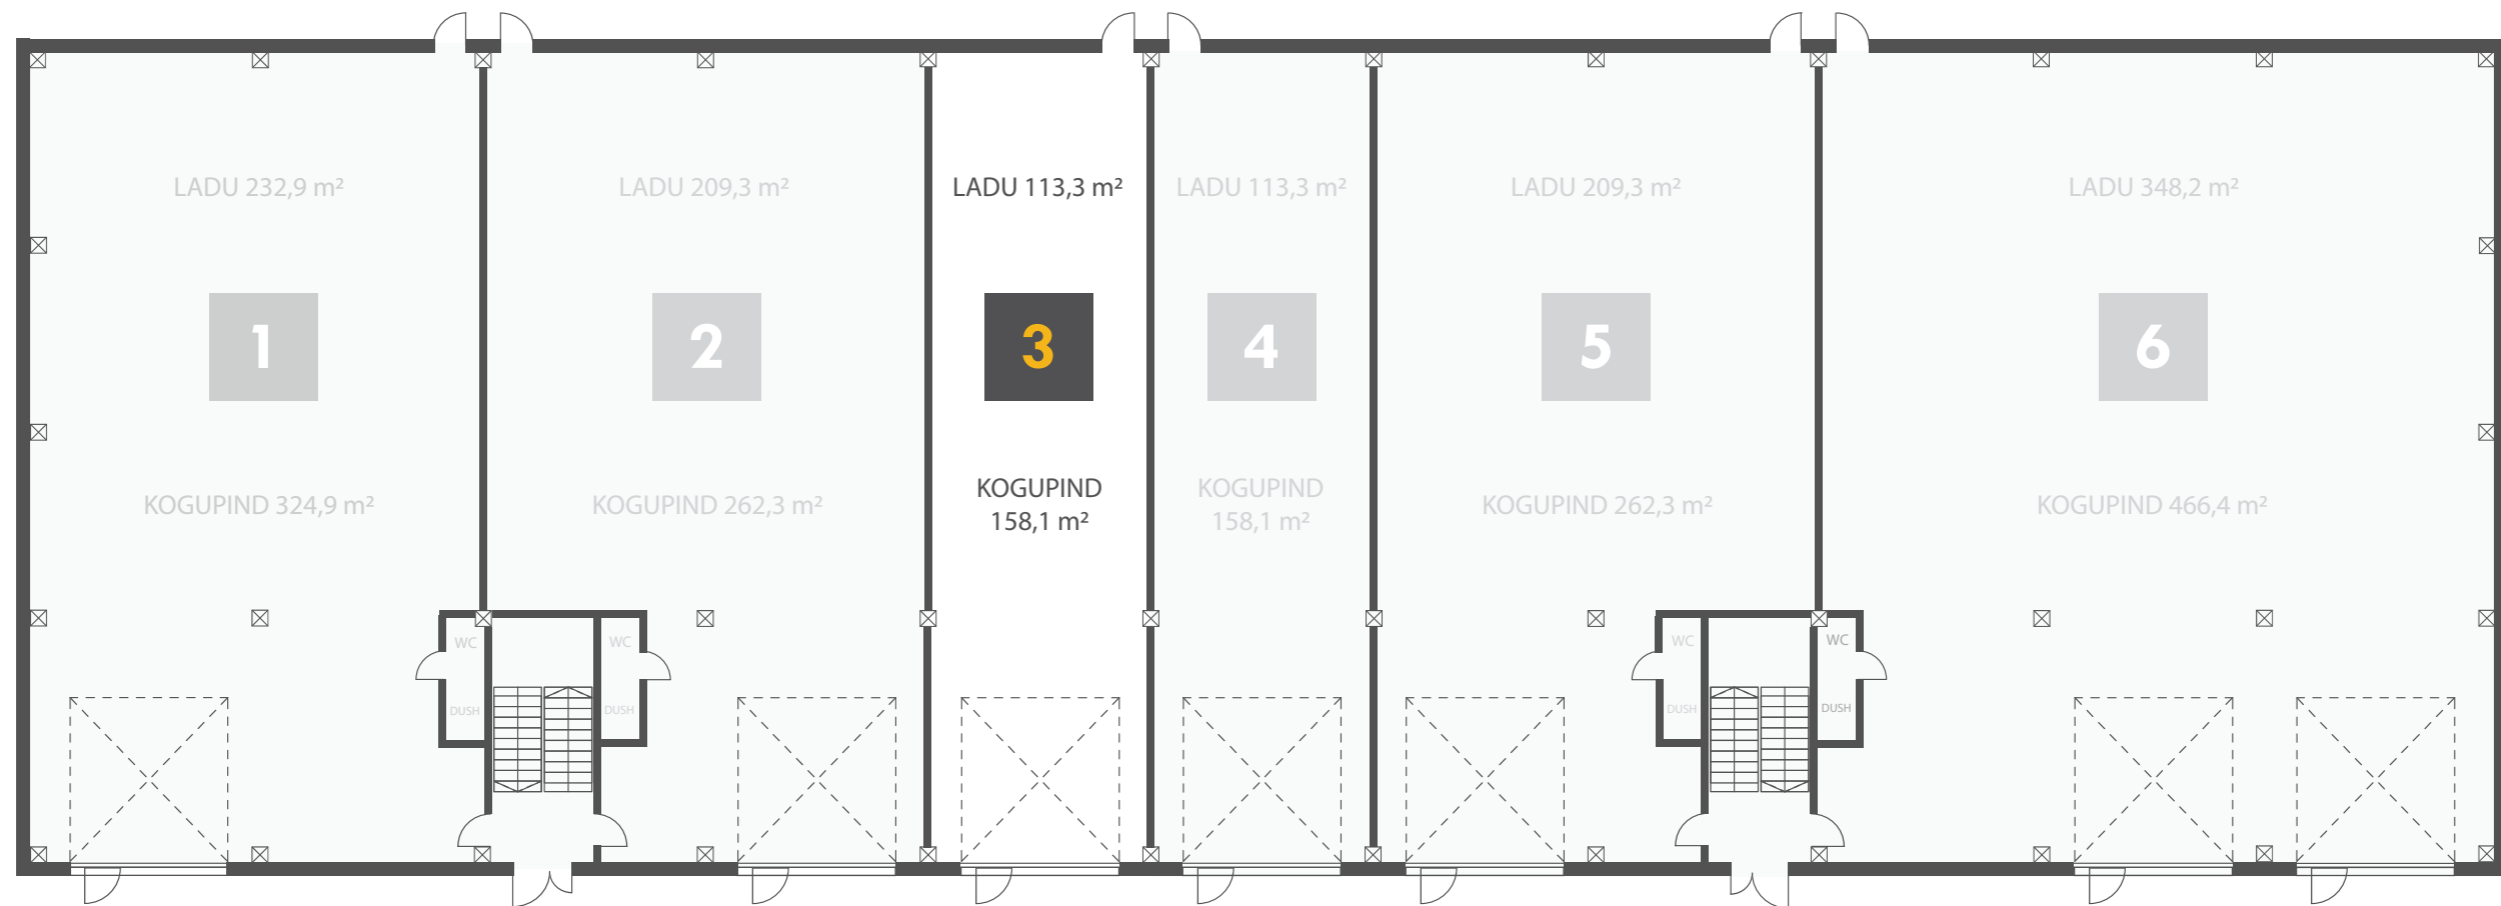 LADU 232,9 m²
LADU 209,3 m²
LADU 113,3 m²
LADU 113,3 m²
LADU 209,3 m²
LADU 348,2 m²
1
2
3
4
5
6
KOGUPIND 324,9 m²
KOGUPIND 262,3 m²
KOGUPIND
158,1 m²
KOGUPIND
158,1 m²
KOGUPIND 262,3 m²
KOGUPIND 466,4 m²
WC
WC
WC
WC
DUSH
DUSH
DUSH
DUSH